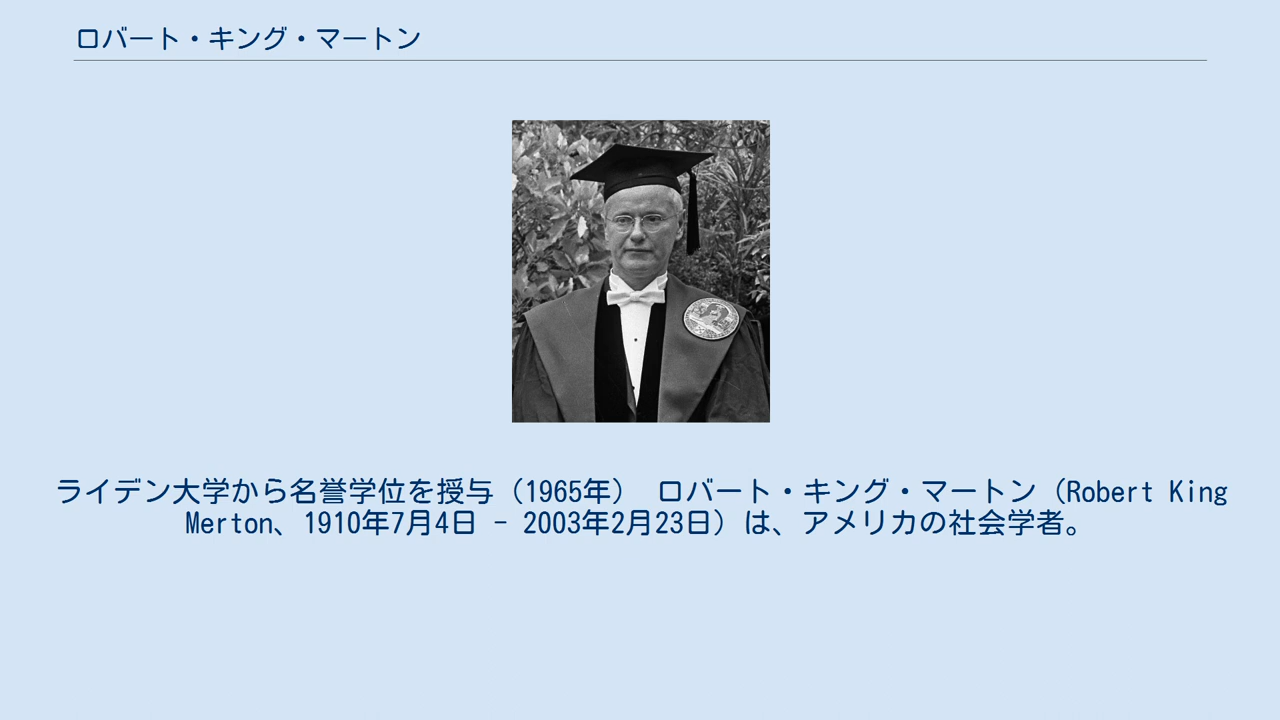 ロバート・キング・マートン
ライデン大学から名誉学位を授与（1965年） ロバート・キング・マートン（Robert King
Merton、1910年7月4日 - 2003年2月23日）は、アメリカの社会学者。